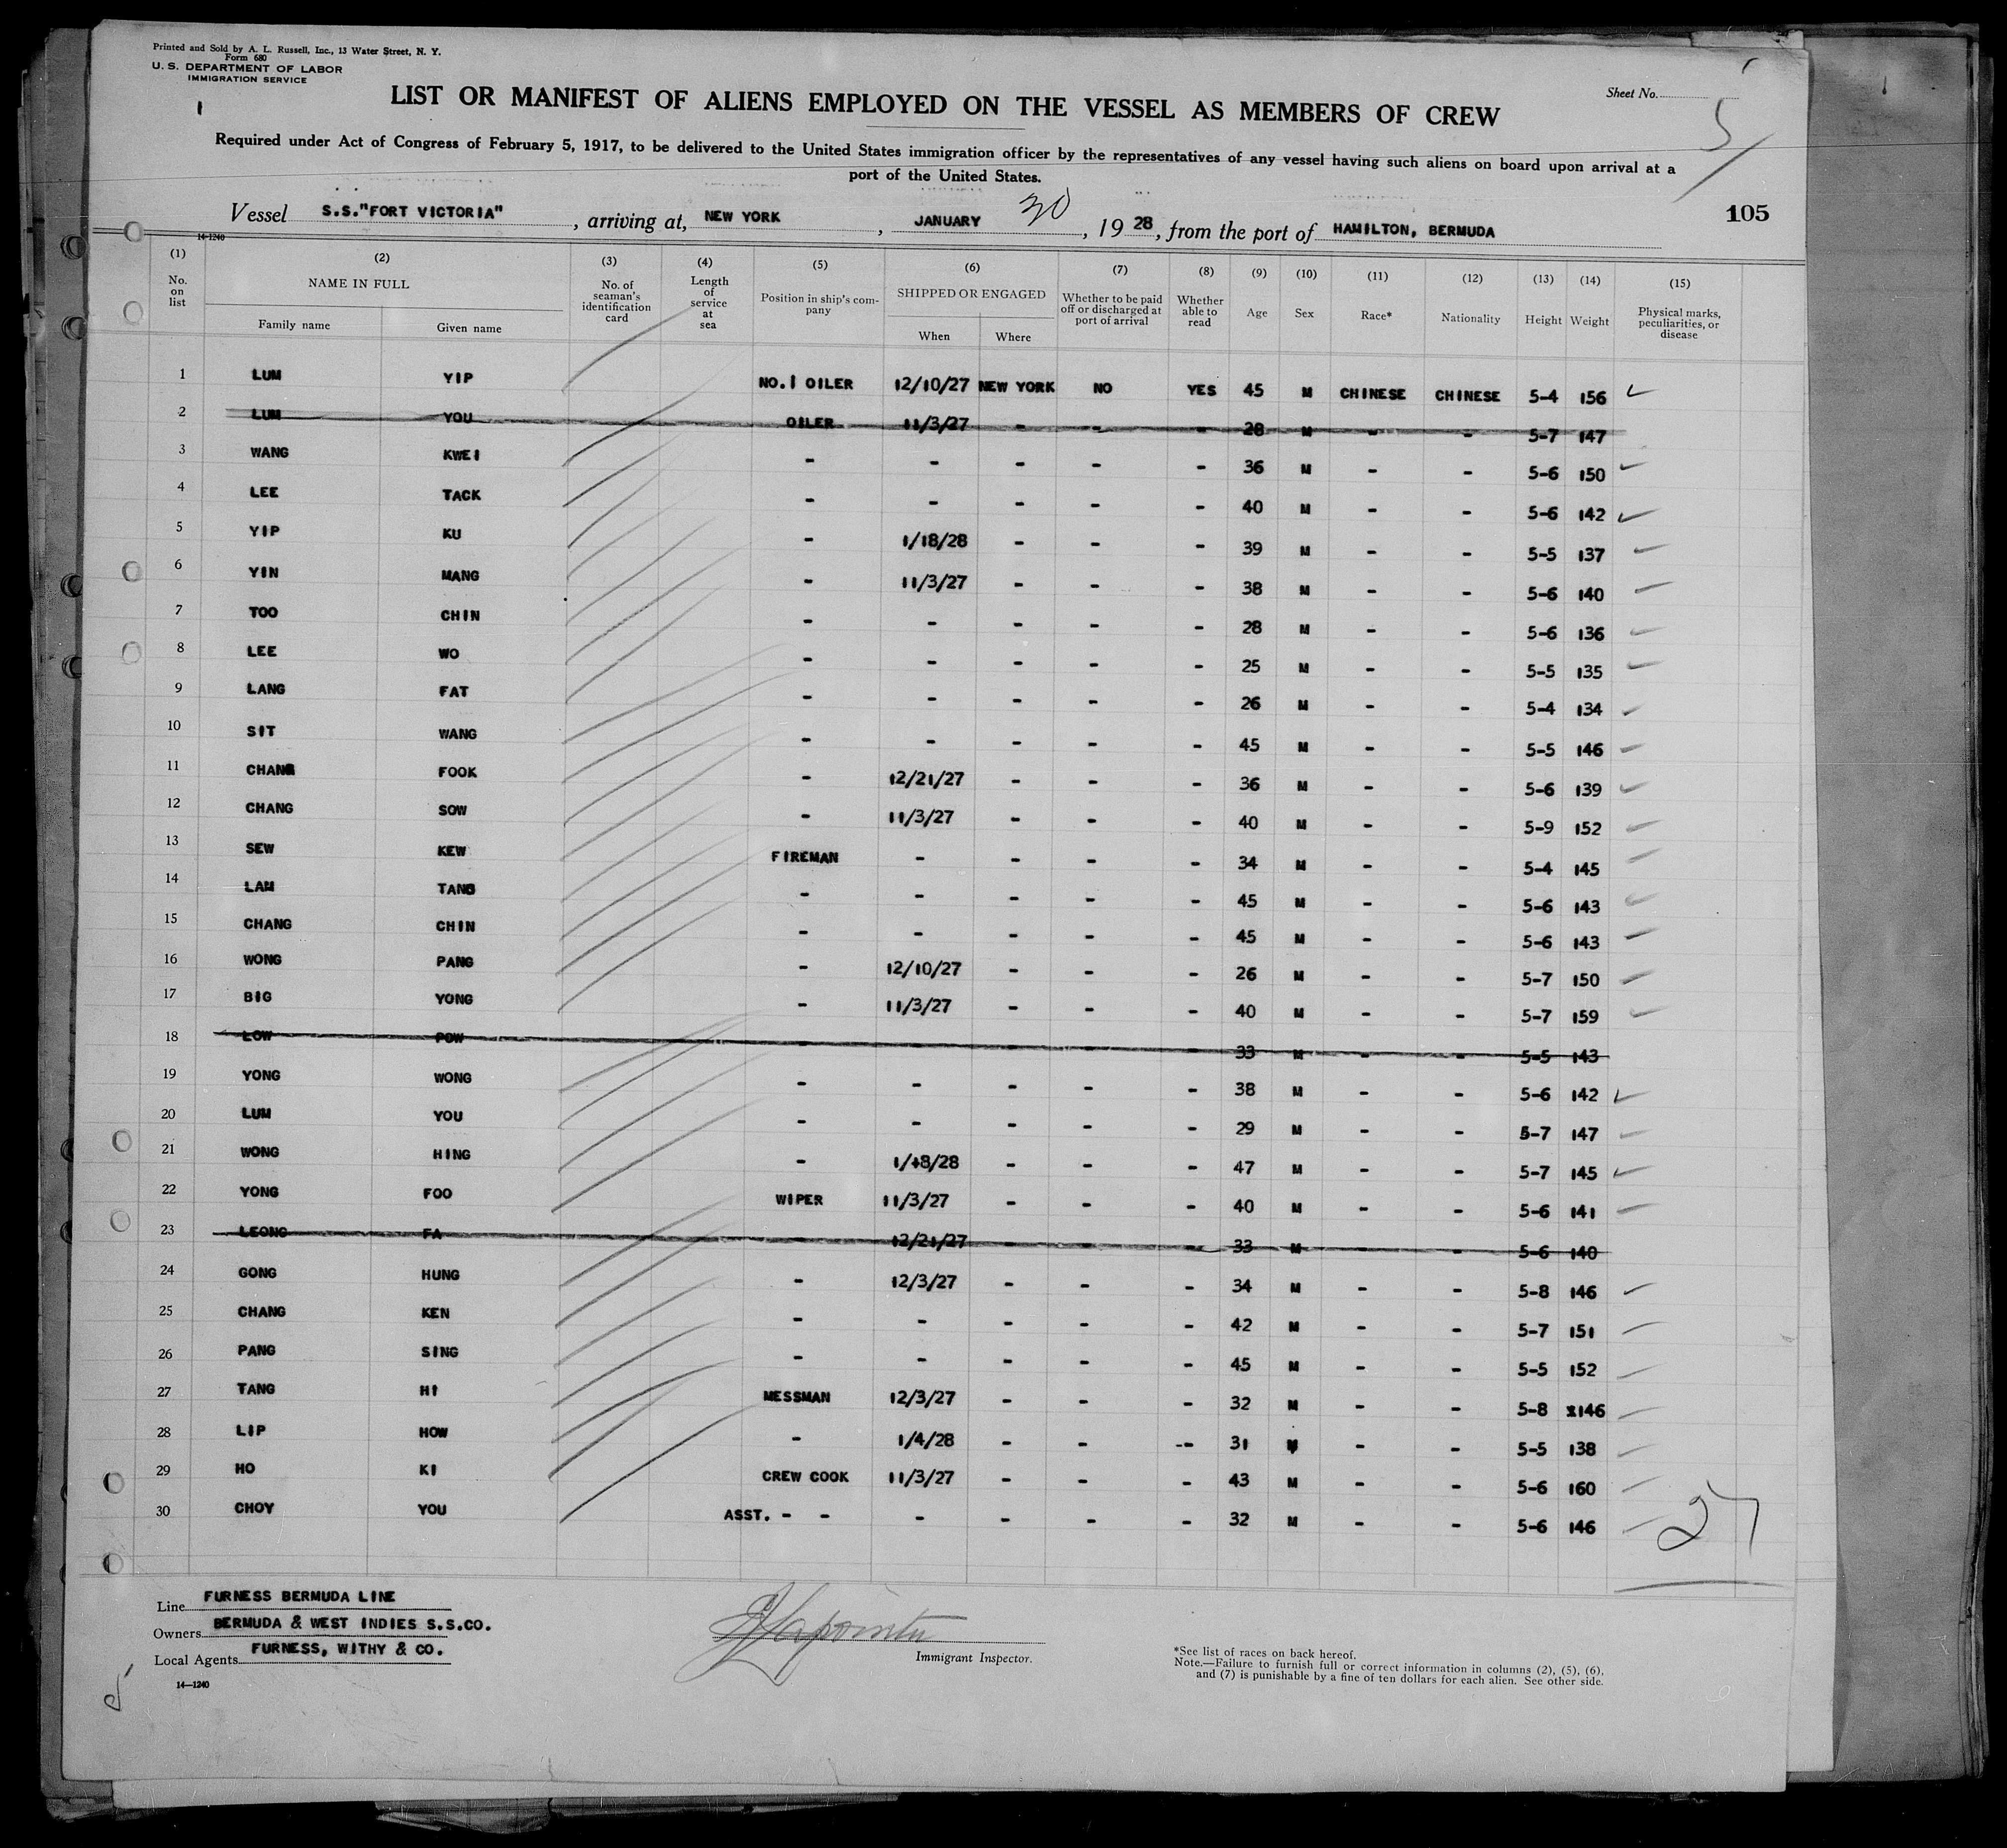 Printed and Sold by A. L. Russell, Inc., 13 Water Street, N. Y.
Form 680
U. S. DEPARTMENT OF LABOR
IMMIGRATION SERVICE
LIST OR MANIFEST OF ALIENS EMPLOYED ON THE VESSEL AS MEMBERS OF CREW
Sheet No. 5
Required under Act of Congress of February 5, 1917, to be delivered to the United States immigration officer by the representatives of any vessel having such aliens on board upon arrival at a
port of the United States.
Vessel S.S."FORT VICTORIA", arriving at, NEW YORK, JANUARY 30, 1928, from the port of HAMILTON, BERMUDA
105
14-1240
(1) (2) (3) (4) (5) (6) (7) (8) (9) (10) (11) (12) (13) (14) (15)
No. on list NAME IN FULL Family name Given name No. of seaman's identification card Length of service at sea Position in ship's company SHIPPED OR ENGAGED When Where Whether to be paid off or discharged at port of arrival Whether able to read Age Sex Race* Nationality Height Weight Physical marks, peculiarities, or disease
1 LUM YIP NO.1 OILER 12/10/27 NEW YORK NO YES 45 M CHINESE CHINESE 5-4 156
2 LUM YOU OILER 11/3/27 - - - 28 M - - 5-7 147
3 WANG KWEI - - - - - 36 M - - 5-6 150
4 LEE TACK - - - - - 40 M - - 5-6 142
5 YIP KU - 1/18/28 - - - 39 M - - 5-5 137
6 YIN MANG - 11/3/27 - - - 38 M - - 5-6 140
7 TOO CHIN - - - - - 28 M - - 5-6 136
8 LEE WO - - - - - 25 M - - 5-5 135
9 LANG FAT - - - - - 26 M - - 5-4 134
10 SIT WANG - - - - - 45 M - - 5-5 146
11 CHANG FOOK - 12/21/27 - - - 36 M - - 5-6 139
12 CHANG SOW - 11/3/27 - - - 40 M - - 5-9 152
13 SEW KEW FIREMAN - - - - 34 M - - 5-4 145
14 LAM TANG - - - - - 45 M - - 5-6 143
15 CHANG CHIN - - - - - 45 M - - 5-6 143
16 WONG PANG - 12/10/27 - - - 26 M - - 5-7 150
17 BIG YONG - 11/3/27 - - - 40 M - - 5-7 159
18 LOW POW - - - - - 33 M - - 5-5 143
19 YONG WONG - - - - - 38 M - - 5-6 142
20 LUM YOU - - - - - 29 M - - 5-7 147
21 WONG HING - 1/18/28 - - - 47 M - - 5-7 145
22 YONG FOO WIPER 11/3/27 - - - 40 M - - 5-6 141
23 LEONG FA - 12/21/27 - - - 33 M - - 5-6 140
24 GONG HUNG - 12/3/27 - - - 34 M - - 5-8 146
25 CHANG KEN - - - - - 42 M - - 5-7 151
26 PANG SING - - - - - 45 M - - 5-5 152
27 TANG HI MESSMAN 12/3/27 - - - 32 M - - 5-8 146
28 LIP HOW - 1/4/28 - - -- 31 M - - 5-5 138
29 HO KI CREW COOK 11/3/27 - - - 43 M - - 5-6 160
30 CHOY YOU ASST. - - - - - - 32 M - - 5-6 146
27
Line FURNESS BERMUDA LINE
Owners BERMUDA & WEST INDIES S.S.CO.
Local Agents FURNESS, WITHY & CO.
14—1240
Immigrant Inspector.
*See list of races on back hereof.
Note.—Failure to furnish full or correct information in columns (2), (5), (6),
and (7) is punishable by a fine of ten dollars for each alien. See other side.